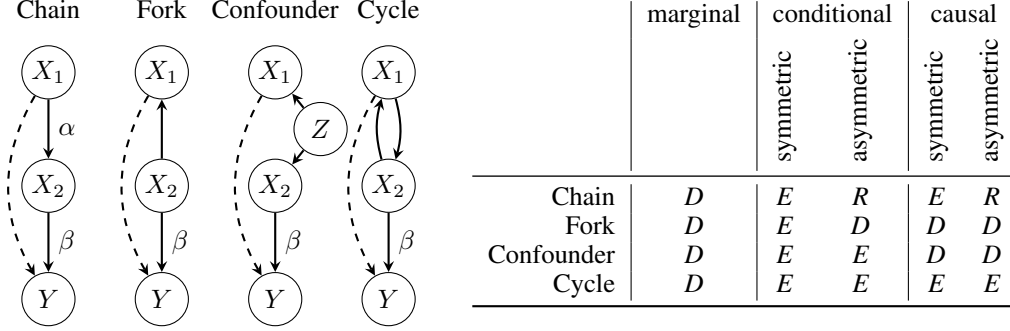 Chain Fork Confounder Cycle
X₁ X₁ X₁ X₁
α Z
X₂ X₂ X₂ X₂
β β β β
Y Y Y Y
marginal conditional causal
symmetric asymmetric symmetric asymmetric
Chain D E R E R
Fork D E D D D
Confounder D E E D D
Cycle D E E E E